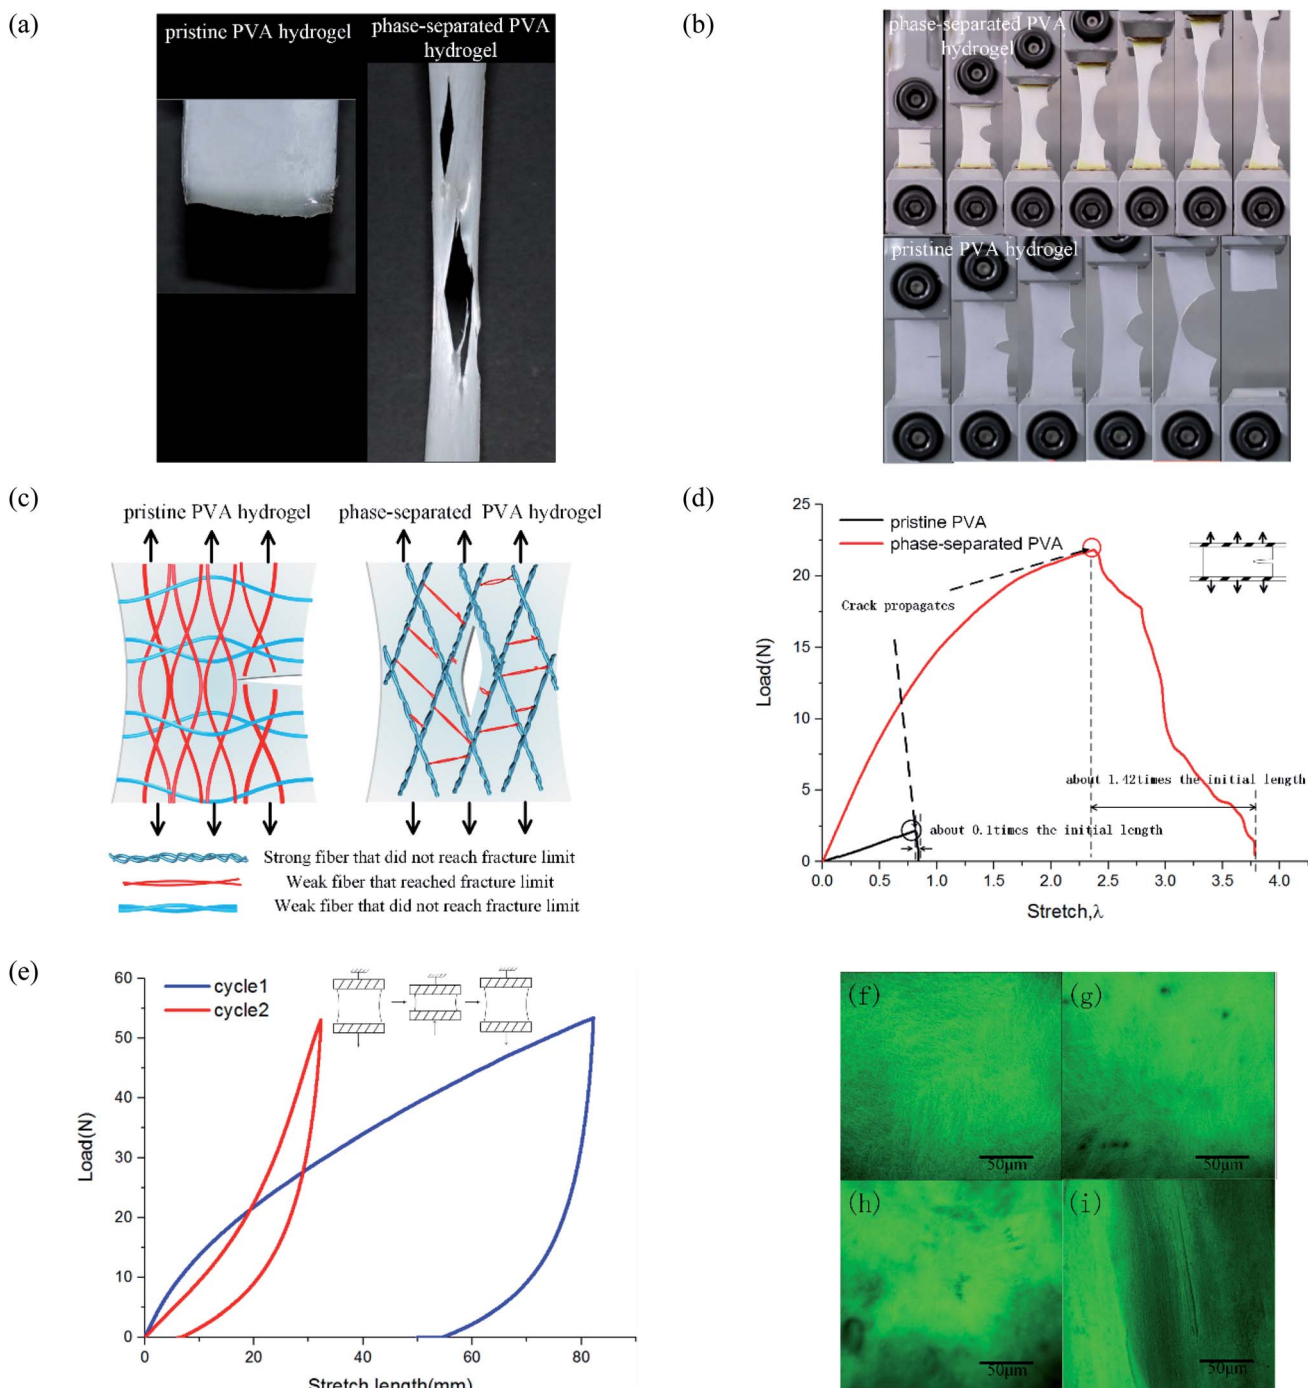 (a)
pristine PVA hydrogel
phase-separated PVA
hydrogel
(b)
phase-separated PVA
hydrogel
pristine PVA hydrogel
(c)
pristine PVA hydrogel
phase-separated PVA hydrogel
Strong fiber that did not reach fracture limit
Weak fiber that reached fracture limit
Weak fiber that did not reach fracture limit
(d)
25
20
15
10
5
0
Load(N)
pristine PVA
phase-separated PVA
Crack propagates
about 1.42times the initial length
about 0.1times the initial length
0.0
0.5
1.0
1.5
2.0
2.5
3.0
3.5
4.0
Stretch,λ
(e)
60
50
40
30
20
10
0
Load(N)
cycle1
cycle2
0
20
40
60
80
Stretch length(mm)
(f)
50μm
(g)
50μm
(h)
50μm
(i)
50μm